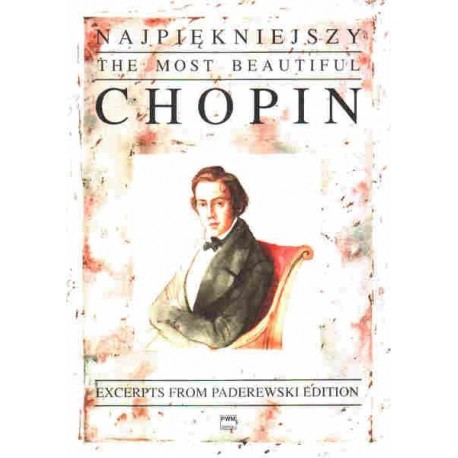 NAJPIĘKNIEJSZY
THE MOST BEAUTIFUL
CHOPIN
EXCERPTS FROM PADEREWSKI EDITION
PWM